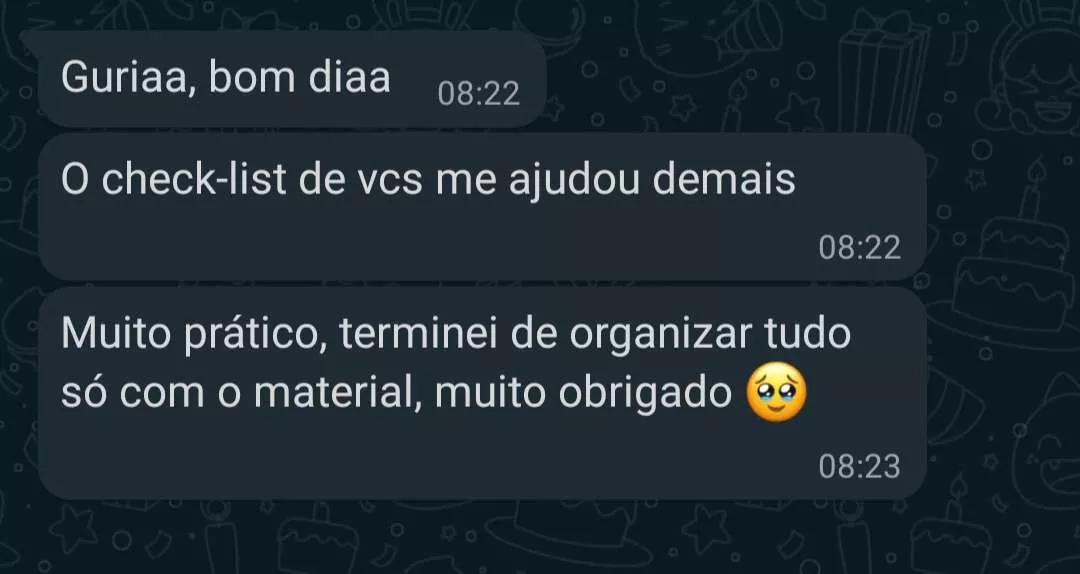 Guriaa, bom diaa
08:22
O check-list de vcs me ajudou demais
08:22
Muito prático, terminei de organizar tudo
só com o material, muito obrigado 🥹
08:23